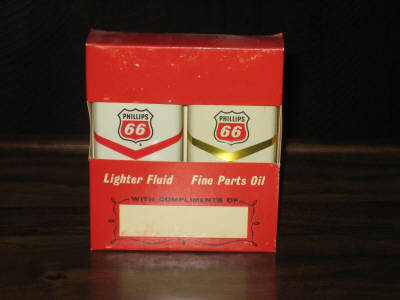 PHILLIPS 66 PHILLIPS 66
Lighter Fluid Fine Parts Oil
WITH COMPLIMENTS OF